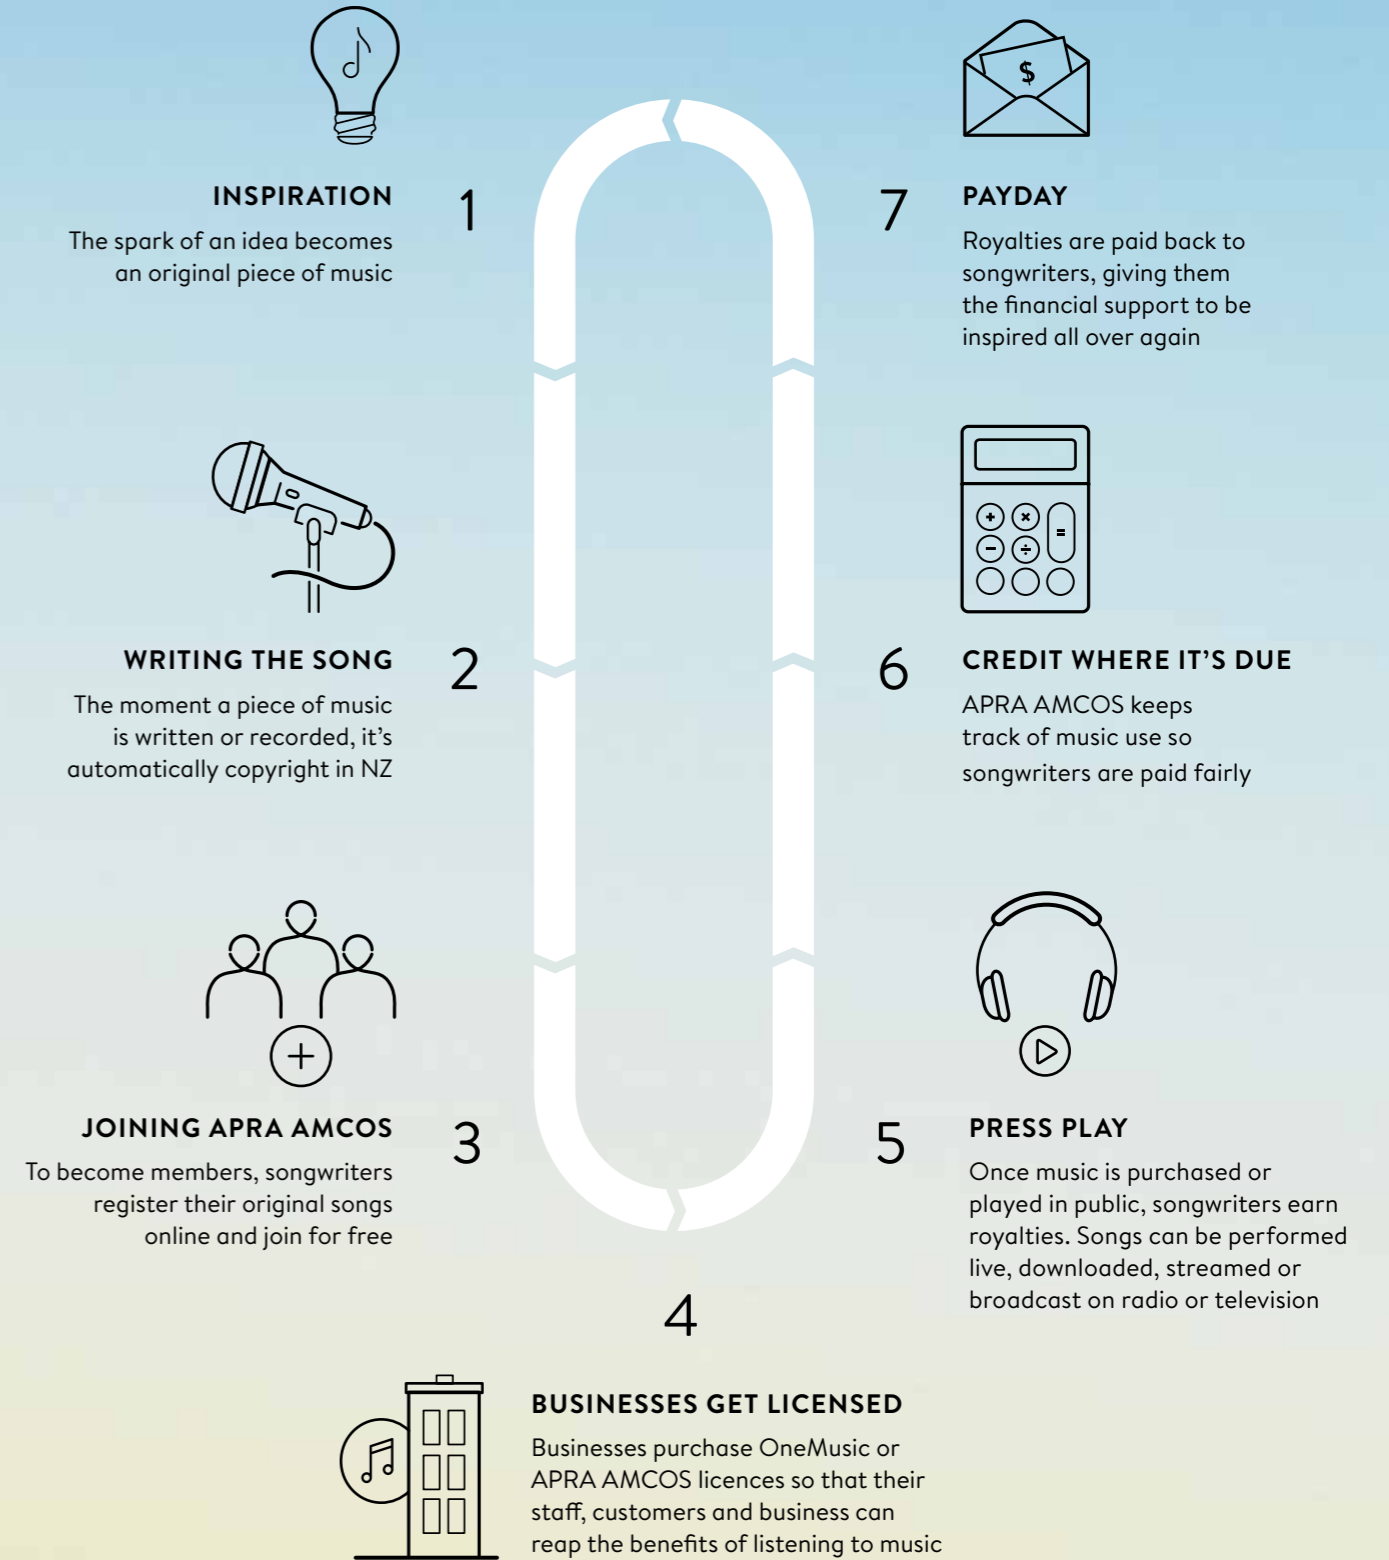 1
INSPIRATION
The spark of an idea becomes
an original piece of music
2
WRITING THE SONG
The moment a piece of music
is written or recorded, it’s
automatically copyright in NZ
3
JOINING APRA AMCOS
To become members, songwriters
register their original songs
online and join for free
4
BUSINESSES GET LICENSED
Businesses purchase OneMusic or
APRA AMCOS licences so that their
staff, customers and business can
reap the benefits of listening to music
5
PRESS PLAY
Once music is purchased or
played in public, songwriters earn
royalties. Songs can be performed
live, downloaded, streamed or
broadcast on radio or television
6
CREDIT WHERE IT’S DUE
APRA AMCOS keeps
track of music use so
songwriters are paid fairly
+ ×
− ÷ =
7
$
PAYDAY
Royalties are paid back to
songwriters, giving them
the financial support to be
inspired all over again